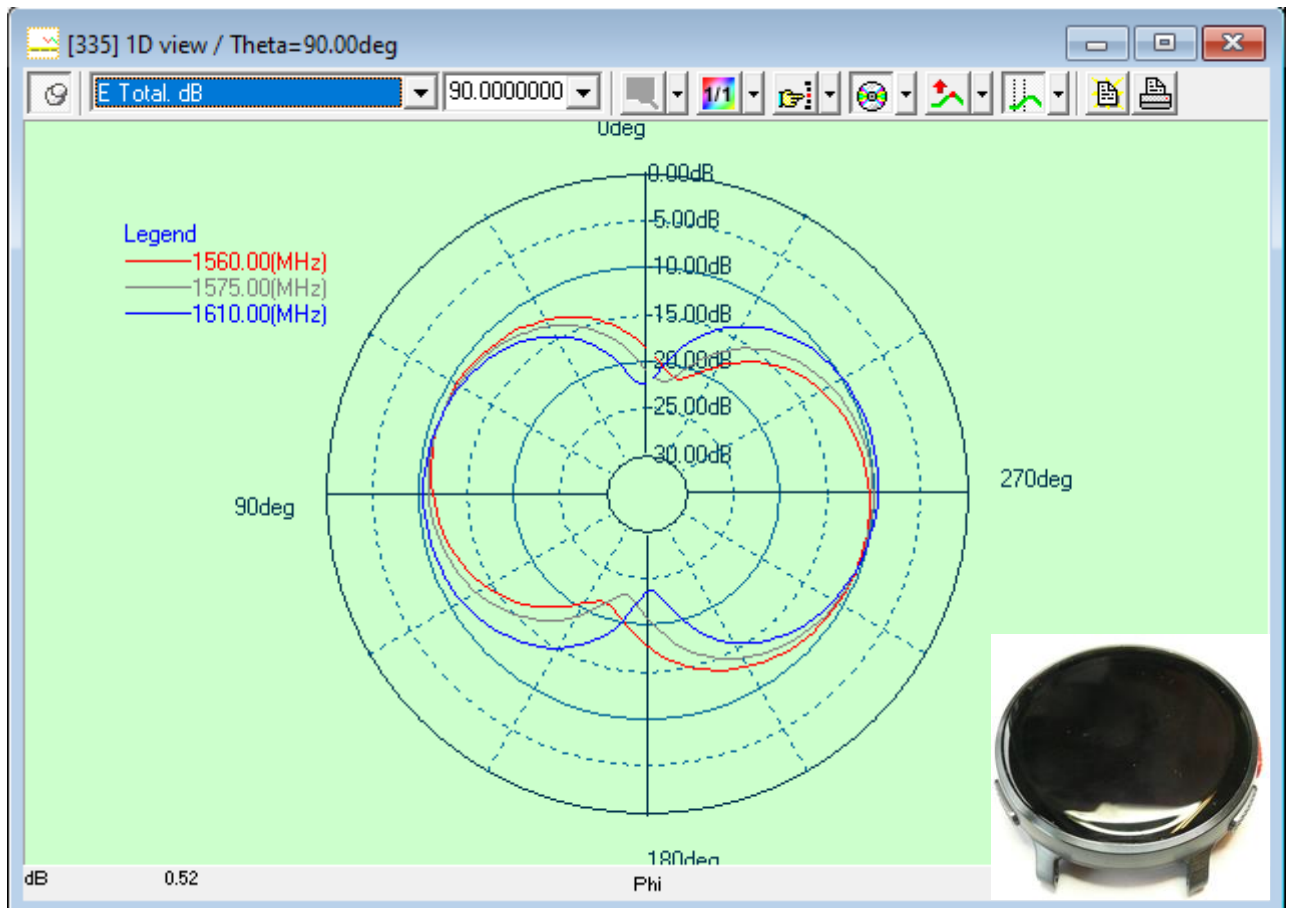 [335] 1D view / Theta=90.00deg
E Total. dB
90.0000000
1/1
0deg
0.00dB
-5.00dB
-10.00dB
-15.00dB
-20.00dB
-25.00dB
-30.00dB
Legend
1560.00(MHz)
1575.00(MHz)
1610.00(MHz)
270deg
90deg
180deg
dB
0.52
Phi